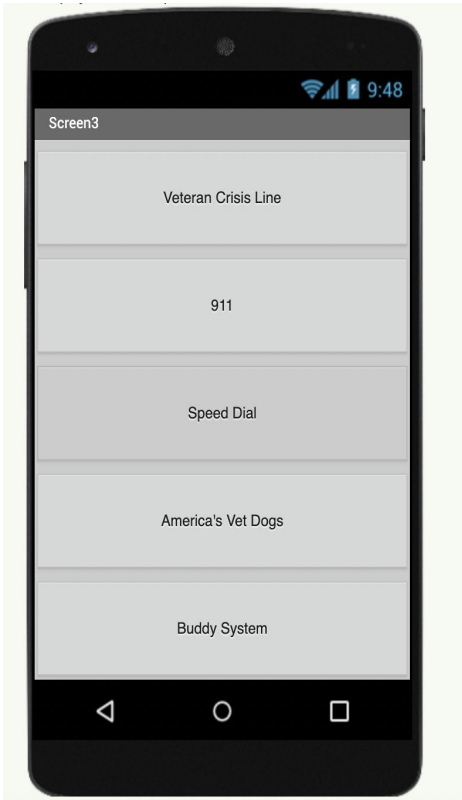 9:48
Screen3
Veteran Crisis Line
911
Speed Dial
America's Vet Dogs
Buddy System